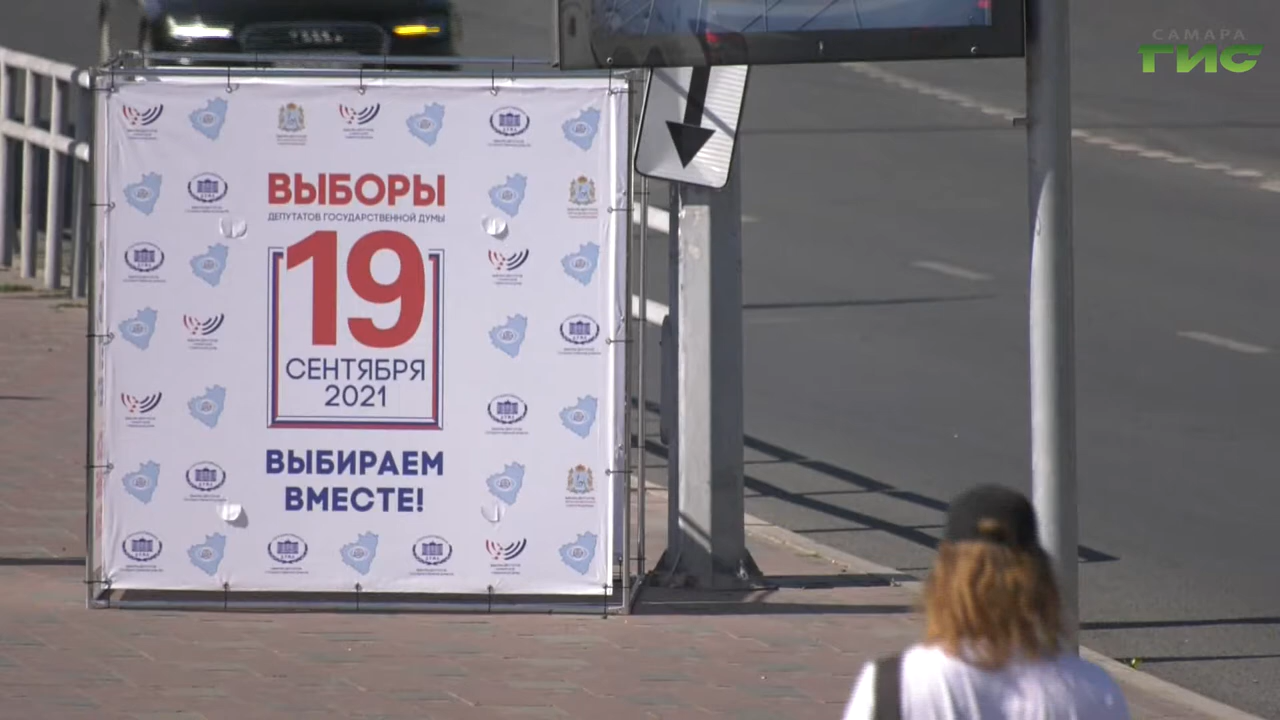 САМАРА
ГИС
ВЫБОРЫ
ДЕПУТАТОВ ГОСУДАРСТВЕННОЙ ДУМЫ
19
СЕНТЯБРЯ
2021
ВЫБИРАЕМ
ВМЕСТЕ!